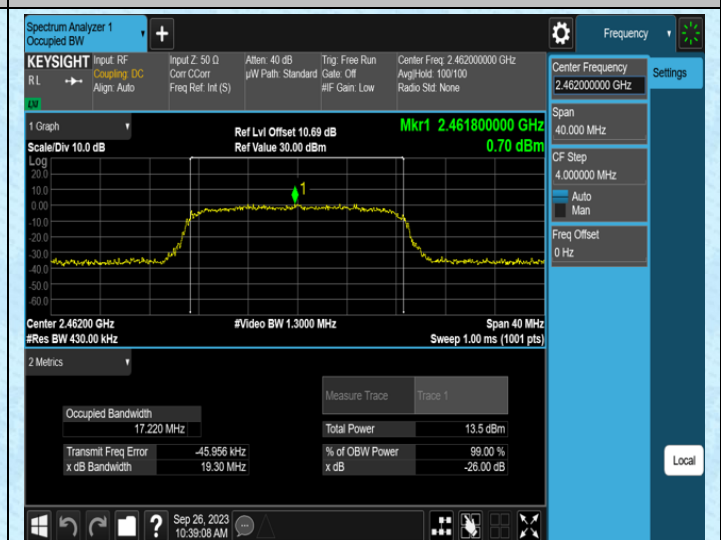 Spectrum Analyzer 1
Occupied BW
+
Frequency
KEYSIGHT
R L
LXI
Input: RF
Coupling: DC
Align: Auto
Input Z: 50 Ω
Corr CCorr
Freq Ref: Int (S)
Atten: 40 dB
µW Path: Standard
Trig: Free Run
Gate: Off
#IF Gain: Low
Center Freq: 2.462000000 GHz
Avg|Hold: 100/100
Radio Std: None
Center Frequency
2.462000000 GHz
Settings
Span
40.000 MHz
CF Step
4.000000 MHz
Auto
Man
Freq Offset
0 Hz
1 Graph
Scale/Div 10.0 dB
Ref Lvl Offset 10.69 dB
Ref Value 30.00 dBm
Mkr1 2.461800000 GHz
0.70 dBm
Log
20.0
10.0
0.00
-10.0
-20.0
-30.0
-40.0
-50.0
-60.0
1
Center 2.46200 GHz
#Res BW 430.00 kHz
#Video BW 1.3000 MHz
Span 40 MHz
Sweep 1.00 ms (1001 pts)
2 Metrics
Measure Trace Trace 1
Occupied Bandwidth
17.220 MHz
Total Power 13.5 dBm
Transmit Freq Error -45.956 kHz
% of OBW Power 99.00 %
x dB Bandwidth 19.30 MHz
x dB -26.00 dB
Local
?
Sep 26, 2023
10:39:08 AM